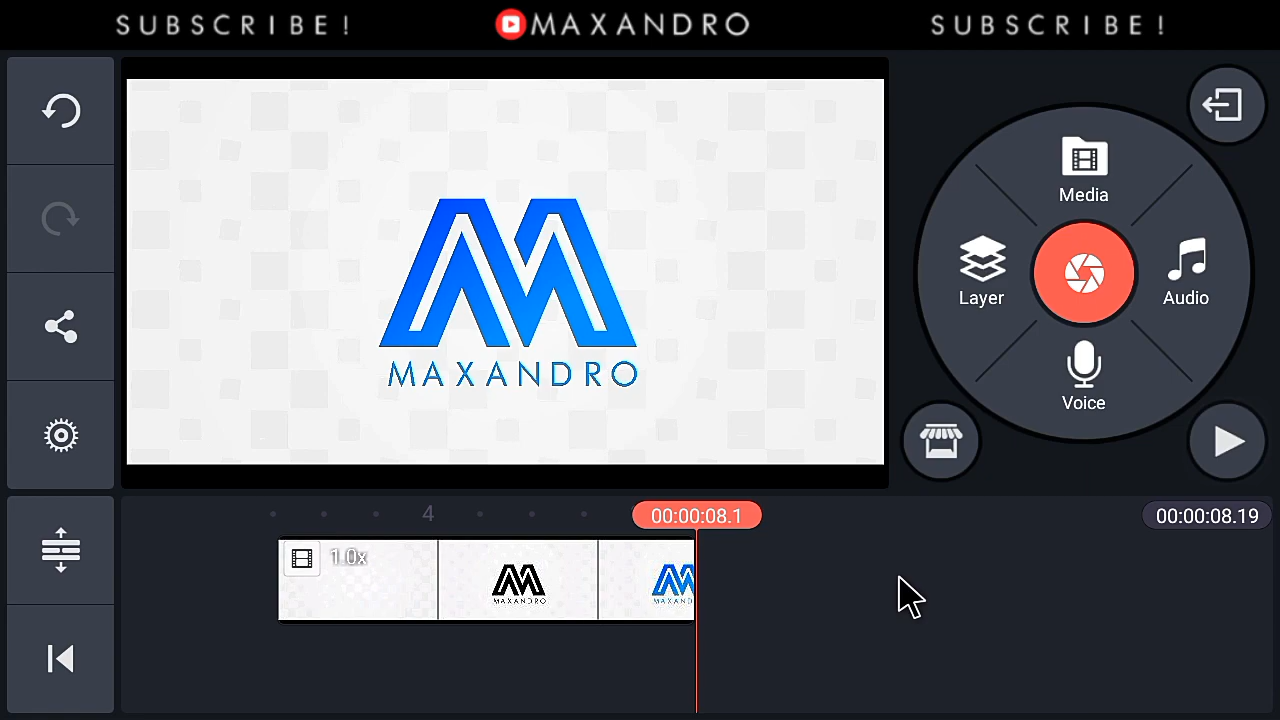 SUBSCRIBE!
MAXANDRO
SUBSCRIBE!
MAXANDRO
Media
Layer
Audio
Voice
4
00:00:08.1
00:00:08.19
1.0x
MAXANDRO
MAXANDRO